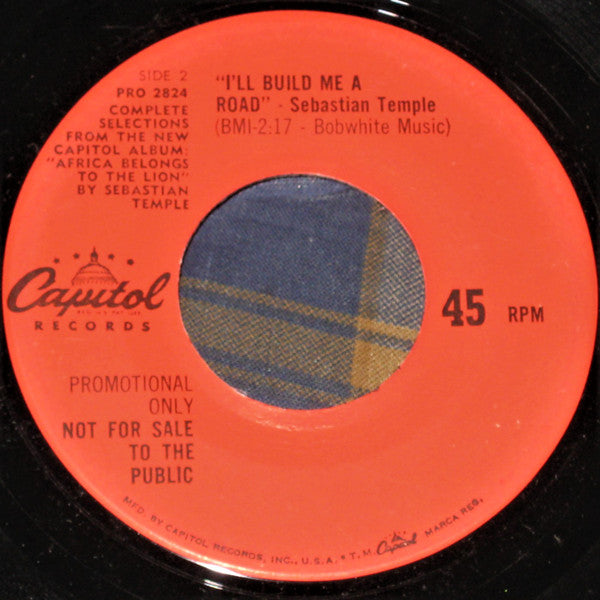 SIDE 2
PRO 2824
COMPLETE
SELECTIONS
FROM THE NEW
CAPITOL ALBUM:
"AFRICA BELONGS
TO THE LION"
BY SEBASTIAN
TEMPLE
"I'LL BUILD ME A
ROAD" - Sebastian Temple
(BMI-2:17 - Bobwhite Music)
Capitol
RECORDS
45 RPM
PROMOTIONAL
ONLY
NOT FOR SALE
TO THE
PUBLIC
MFD. BY CAPITOL RECORDS, INC., U.S.A. • T.M. Capitol MARCA REG.